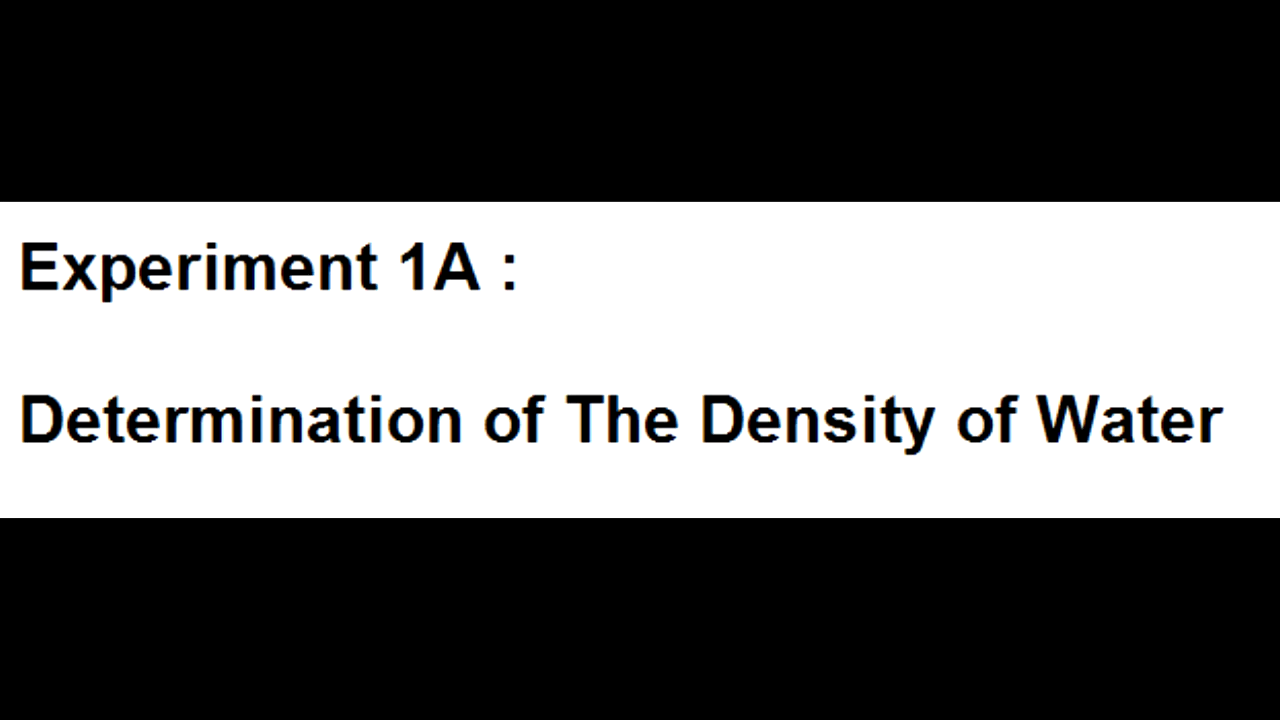 Experiment 1A :
Determination of The Density of Water